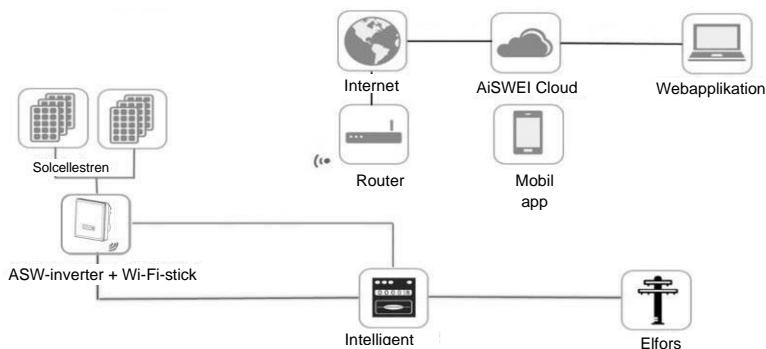 Internet
AiSWEI Cloud
Webapplikation
Solcellestren
Router
Mobil
app
ASW-inverter + Wi-Fi-stick
Intelligent
Elfors